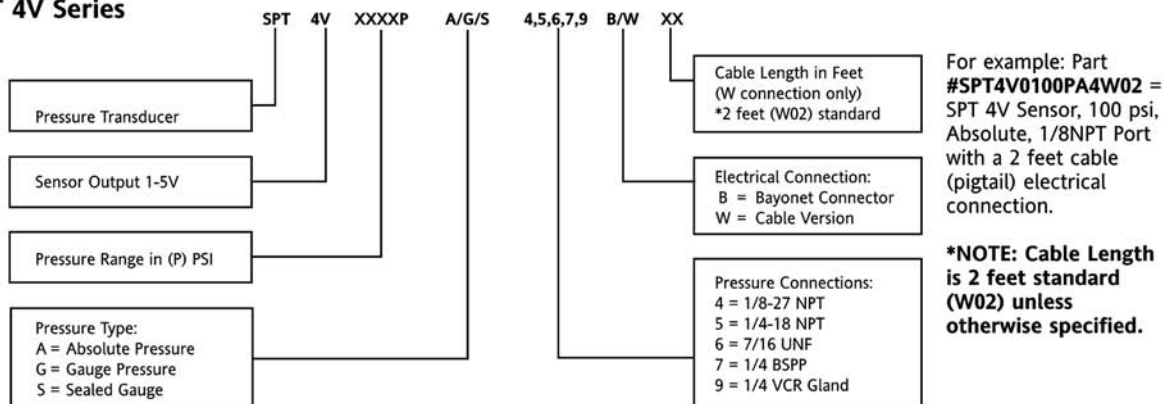 4V Series
SPT 4V XXXXP A/G/S 4,5,6,7,9 B/W XX
Pressure Transducer
Sensor Output 1-5V
Pressure Range in (P) PSI
Pressure Type:
A = Absolute Pressure
G = Gauge Pressure
S = Sealed Gauge
Cable Length in Feet
(W connection only)
*2 feet (W02) standard
Electrical Connection:
B = Bayonet Connector
W = Cable Version
Pressure Connections:
4 = 1/8-27 NPT
5 = 1/4-18 NPT
6 = 7/16 UNF
7 = 1/4 BSPP
9 = 1/4 VCR Gland
For example: Part
#SPT4V0100PA4W02 =
SPT 4V Sensor, 100 psi,
Absolute, 1/8NPT Port
with a 2 feet cable
(pigtail) electrical
connection.
*NOTE: Cable Length
is 2 feet standard
(W02) unless
otherwise specified.